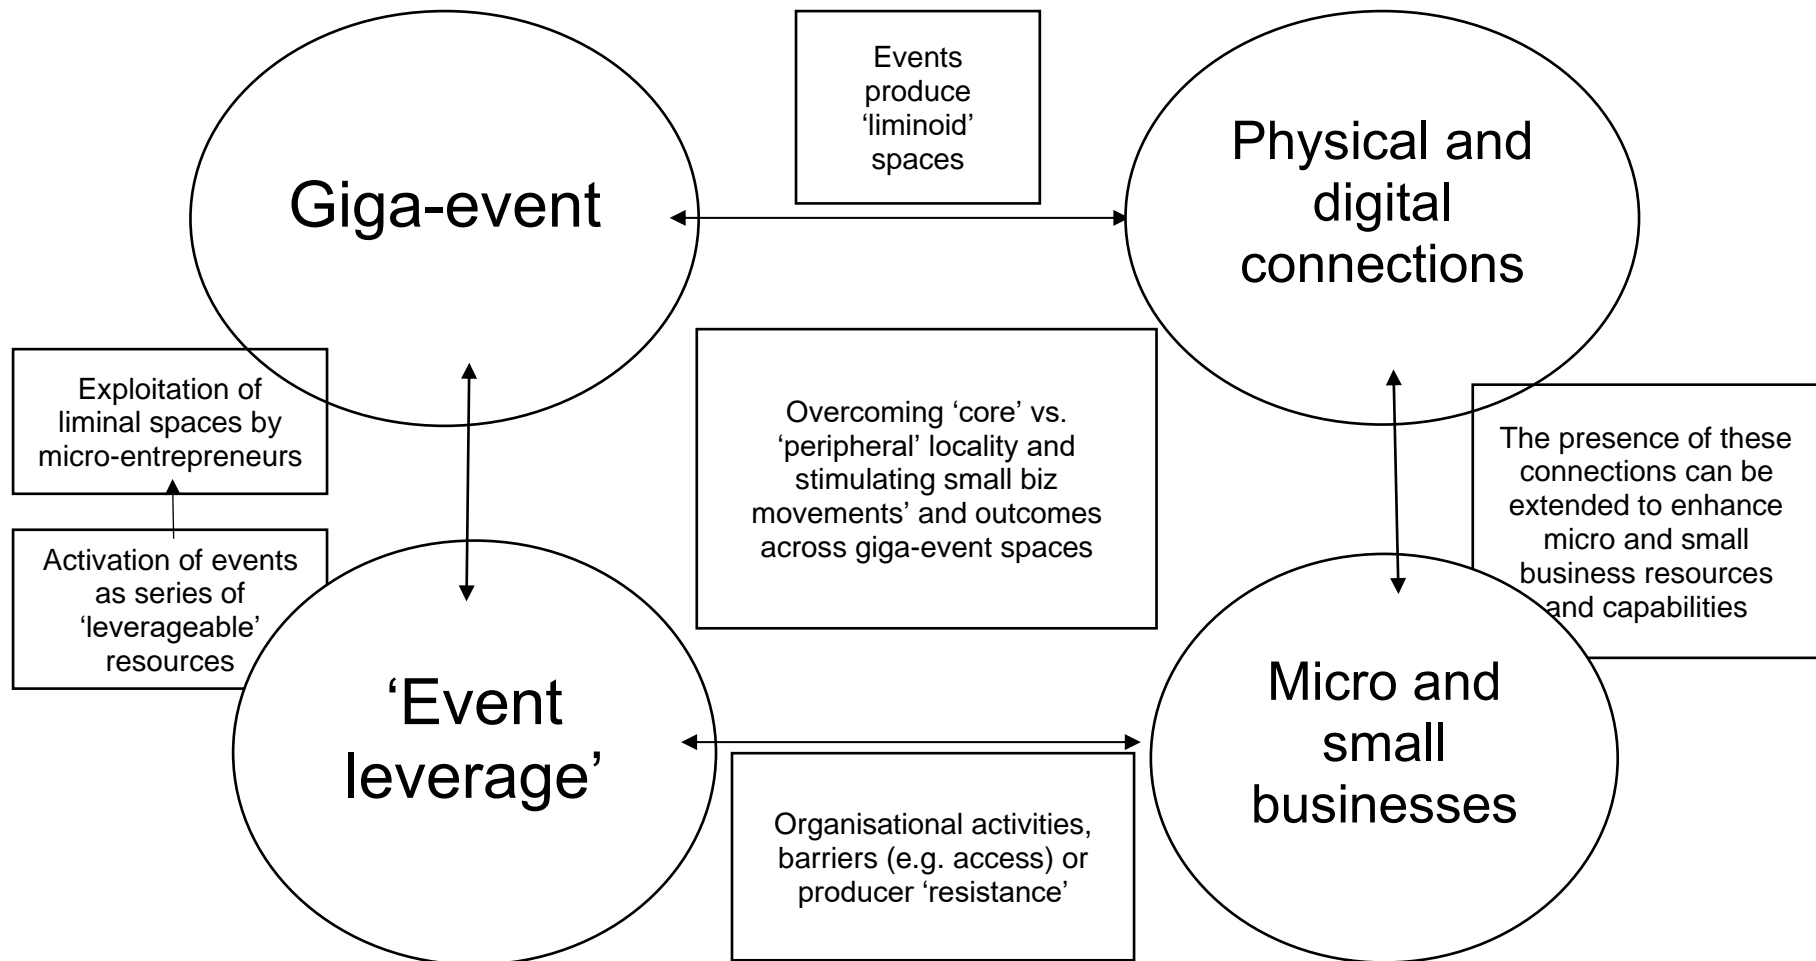 Events
produce
‘liminoid’
spaces
Giga-event
Physical and
digital
connections
Exploitation of
liminal spaces by
micro-entrepreneurs
Overcoming ‘core’ vs.
‘peripheral’ locality and
stimulating small biz
movements’ and outcomes
across giga-event spaces
The presence of these
connections can be
extended to enhance
micro and small
business resources
and capabilities
Activation of events
as series of
‘leverageable’
resources
‘Event
leverage’
Micro and
small
businesses
Organisational activities,
barriers (e.g. access) or
producer ‘resistance’